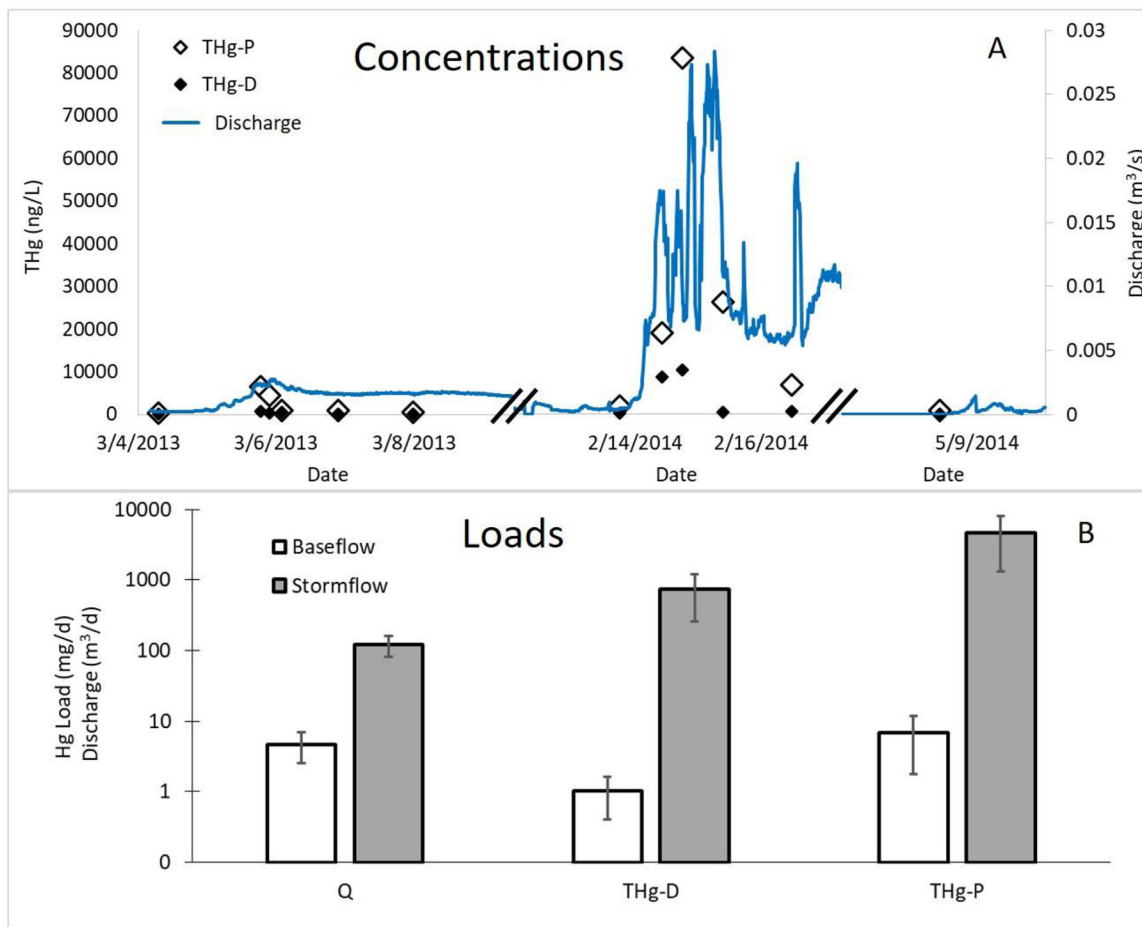 Concentrations
A
THg-P
THg-D
Discharge
90000
80000
70000
60000
50000
40000
30000
20000
10000
0
THg (ng/L)
0.03
0.025
0.02
0.015
0.01
0.005
0
Discharge (m³/s)
3/4/2013 3/6/2013 3/8/2013 2/14/2014 2/16/2014 5/9/2014
Date Date Date
Loads
B
Baseflow
Stormflow
10000
1000
100
10
1
0
Hg Load (mg/d)
Discharge (m³/d)
Q THg-D THg-P